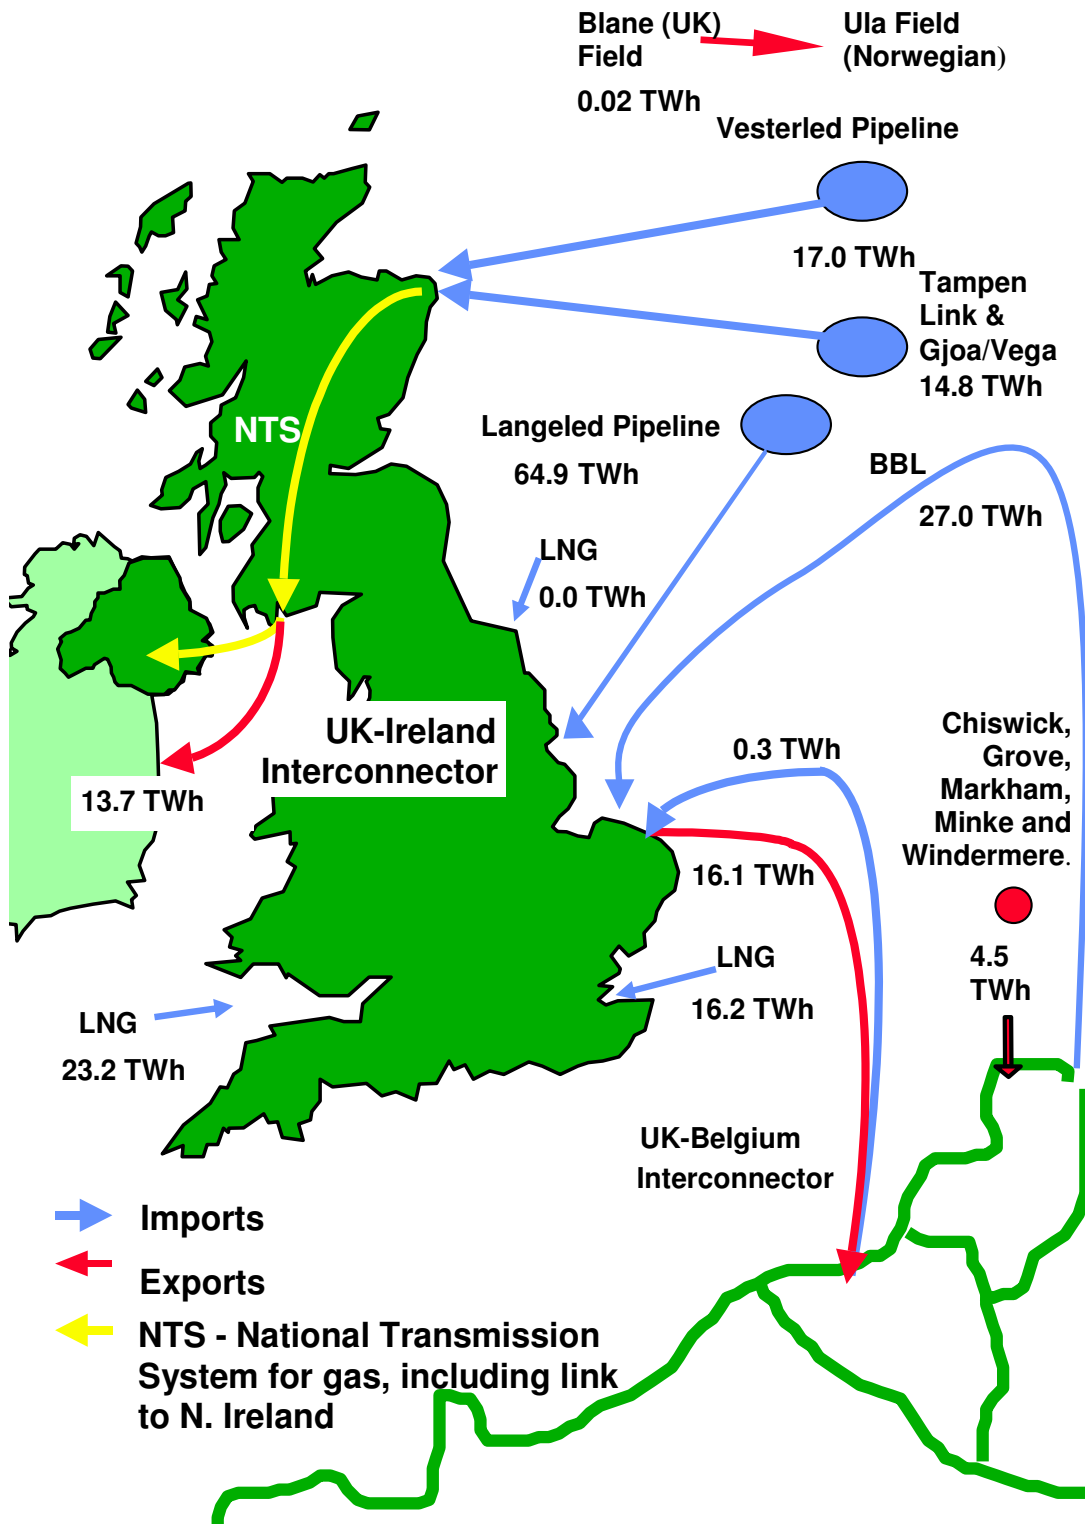 Blane (UK)
Field
0.02 TWh
Ula Field
(Norwegian)
Vesterled Pipeline
17.0 TWh
Tampen
Link &
Gjoa/Vega
14.8 TWh
NTS
Langeled Pipeline
64.9 TWh
BBL
27.0 TWh
LNG
0.0 TWh
UK-Ireland
Interconnector
13.7 TWh
0.3 TWh
16.1 TWh
Chiswick,
Grove,
Markham,
Minke and
Windermere.
4.5
TWh
LNG
16.2 TWh
LNG
23.2 TWh
UK-Belgium
Interconnector
Imports
Exports
NTS - National Transmission
System for gas, including link
to N. Ireland